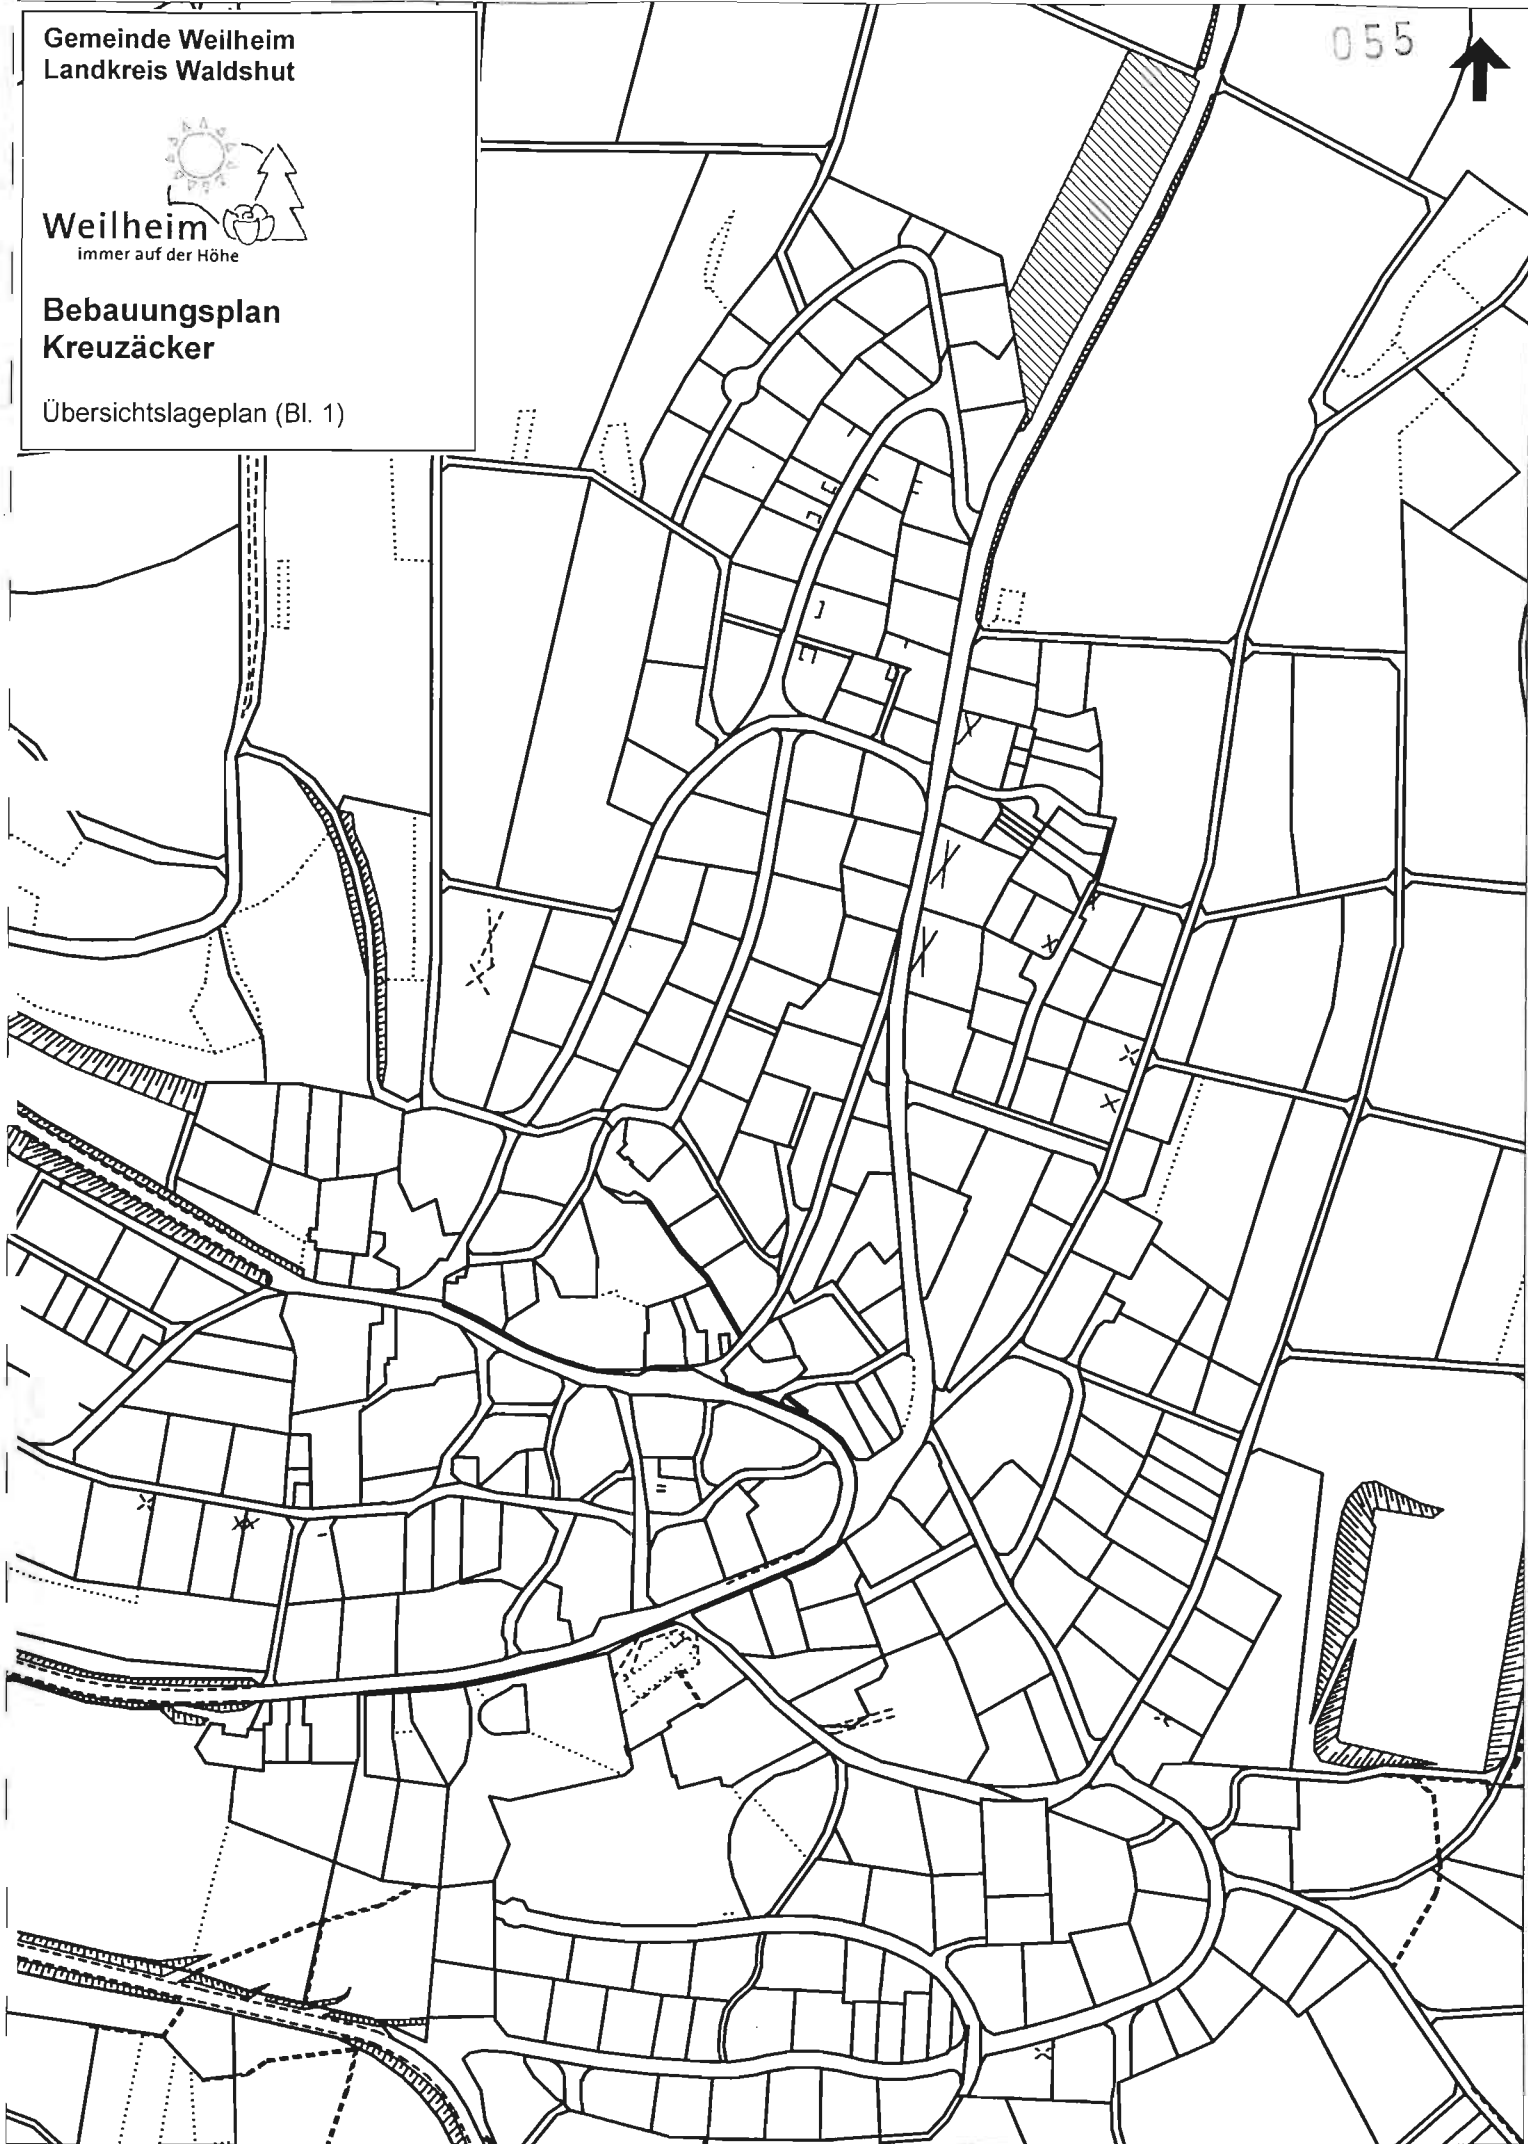 Gemeinde Weilheim
Landkreis Waldshut
Weilheim
immer auf der Höhe
Bebauungsplan
Kreuzäcker
Übersichtslageplan (Bl. 1)
055